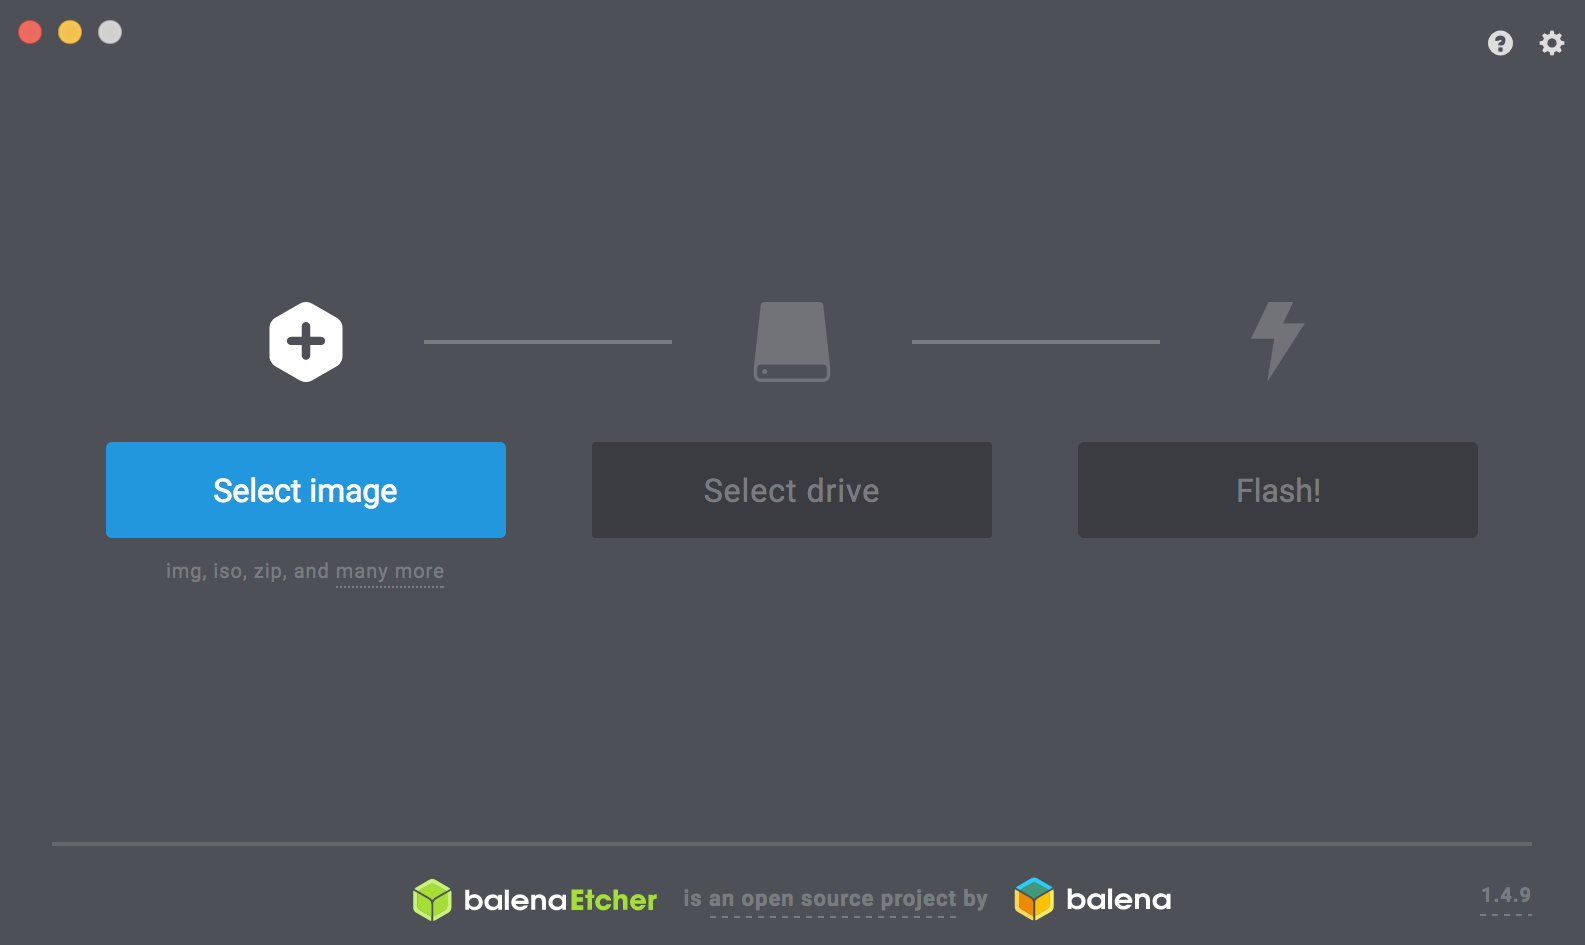 Select image
Select drive
Flash!
img, iso, zip, and many more
balenaEtcher is an open source project by balena
1.4.9